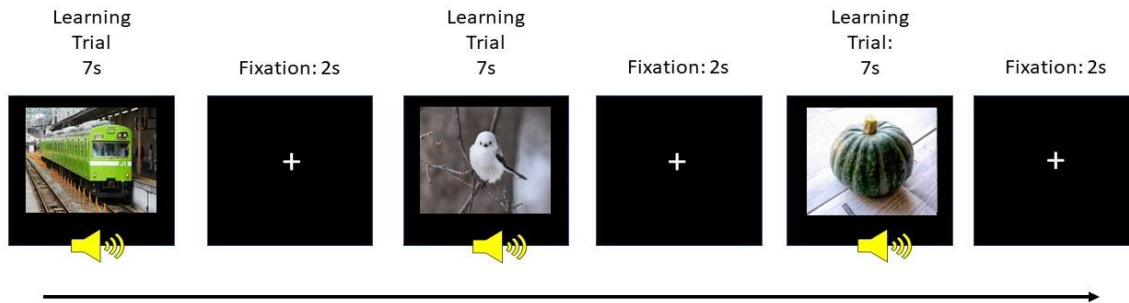 Learning
Trial
7s
Fixation: 2s
Learning
Trial
7s
Fixation: 2s
Learning
Trial:
7s
Fixation: 2s